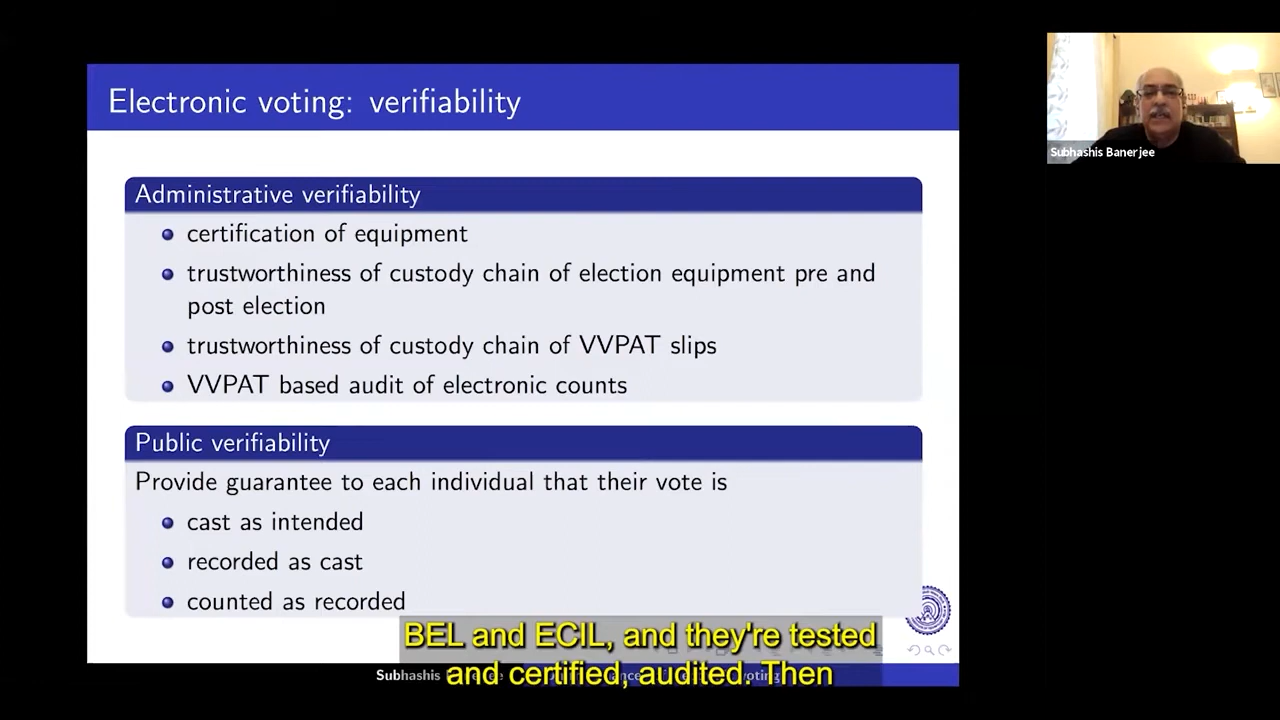 Electronic voting: verifiability
Administrative verifiability
certification of equipment
trustworthiness of custody chain of election equipment pre and
post election
trustworthiness of custody chain of VVPAT slips
VVPAT based audit of electronic counts
Public verifiability
Provide guarantee to each individual that their vote is
cast as intended
recorded as cast
counted as recorded
BEL and ECIL, and they're tested
and certified, audited. Then
Subhashis
voting
Subhashis Banerjee